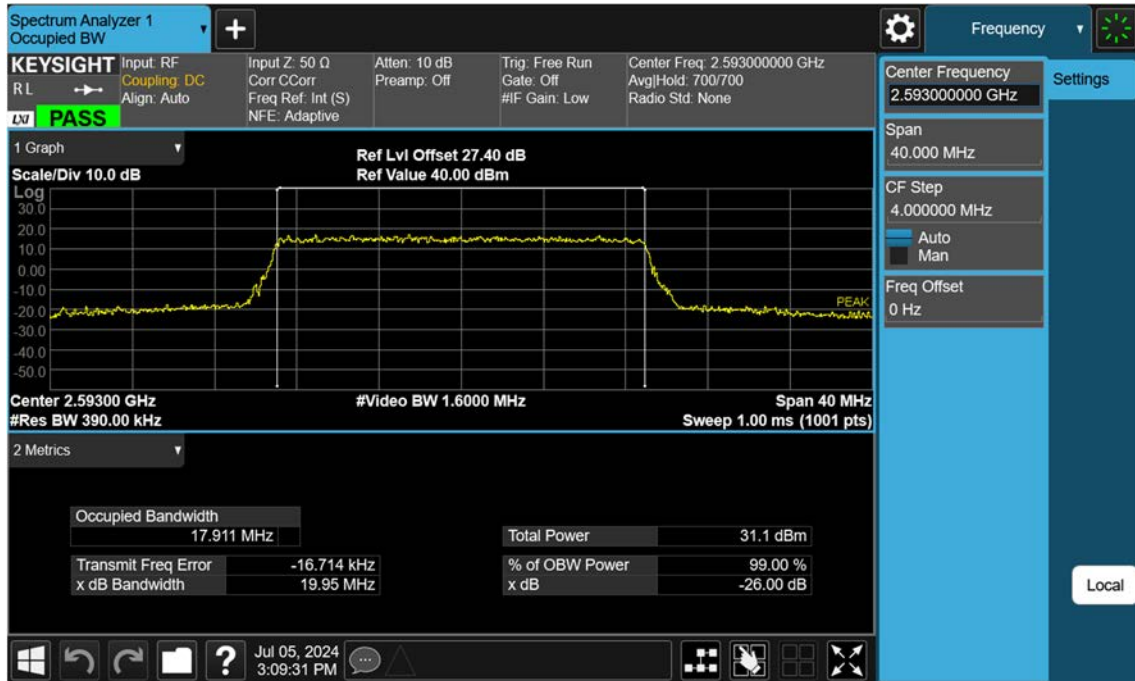 Spectrum Analyzer 1
Occupied BW
+
Frequency
KEYSIGHT
R L
LXI
PASS
Input: RF
Coupling: DC
Align: Auto
Input Z: 50 Ω
Corr CCorr
Freq Ref: Int (S)
NFE: Adaptive
Atten: 10 dB
Preamp: Off
Trig: Free Run
Gate: Off
#IF Gain: Low
Center Freq: 2.593000000 GHz
Avg|Hold: 700/700
Radio Std: None
1 Graph
Scale/Div 10.0 dB
Ref Lvl Offset 27.40 dB
Ref Value 40.00 dBm
Log
30.0
20.0
10.0
0.00
-10.0
-20.0
-30.0
-40.0
-50.0
PEAK
Center 2.59300 GHz
#Video BW 1.6000 MHz
Span 40 MHz
#Res BW 390.00 kHz
Sweep 1.00 ms (1001 pts)
2 Metrics
Occupied Bandwidth
17.911 MHz
Total Power 31.1 dBm
Transmit Freq Error -16.714 kHz
% of OBW Power 99.00 %
x dB Bandwidth 19.95 MHz
x dB -26.00 dB
Center Frequency
2.593000000 GHz
Settings
Span
40.000 MHz
CF Step
4.000000 MHz
Auto
Man
Freq Offset
0 Hz
Local
?
Jul 05, 2024
3:09:31 PM